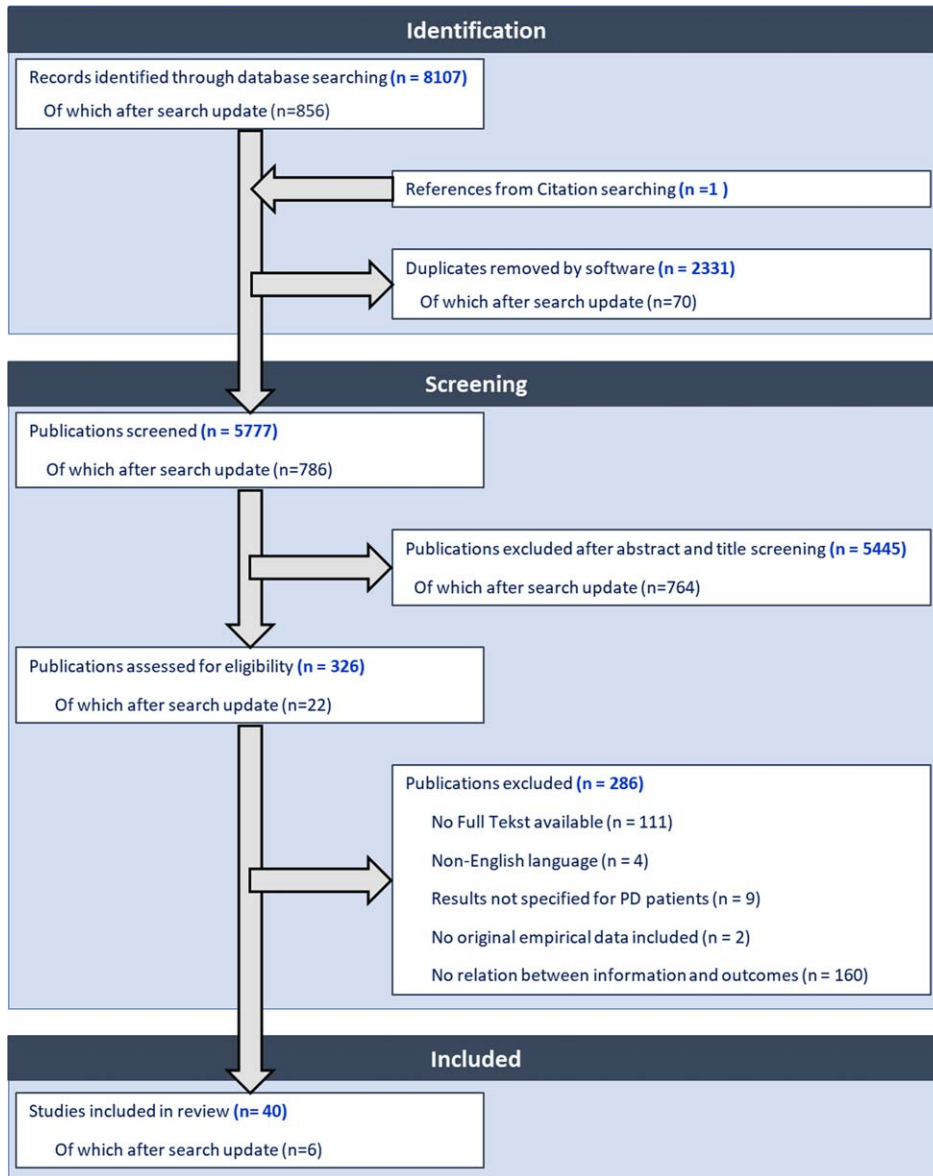 Identification
Records identified through database searching (n = 8107)
Of which after search update (n=856)
References from Citation searching (n =1 )
Duplicates removed by software (n = 2331)
Of which after search update (n=70)
Screening
Publications screened (n = 5777)
Of which after search update (n=786)
Publications excluded after abstract and title screening (n = 5445)
Of which after search update (n=764)
Publications assessed for eligibility (n = 326)
Of which after search update (n=22)
Publications excluded (n = 286)
No Full Tekst available (n = 111)
Non-English language (n = 4)
Results not specified for PD patients (n = 9)
No original empirical data included (n = 2)
No relation between information and outcomes (n = 160)
Included
Studies included in review (n= 40)
Of which after search update (n=6)